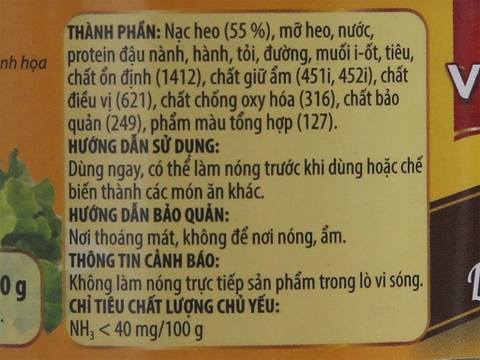 THÀNH PHẦN: Nạc heo (55 %), mỡ heo, nước,
protein đậu nành, hành, tỏi, đường, muối i-ốt, tiêu,
chất ổn định (1412), chất giữ ẩm (451i, 452i), chất
điều vị (621), chất chống oxy hóa (316), chất bảo
quản (249), phẩm màu tổng hợp (127).
HƯỚNG DẪN SỬ DỤNG:
Dùng ngay, có thể làm nóng trước khi dùng hoặc chế
biến thành các món ăn khác.
HƯỚNG DẪN BẢO QUẢN:
Nơi thoáng mát, không để nơi nóng, ẩm.
THÔNG TIN CẢNH BÁO:
Không làm nóng trực tiếp sản phẩm trong lò vi sóng.
CHỈ TIÊU CHẤT LƯỢNG CHỦ YẾU:
NH₃ < 40 mg/100 g
nh họa
0 g
V